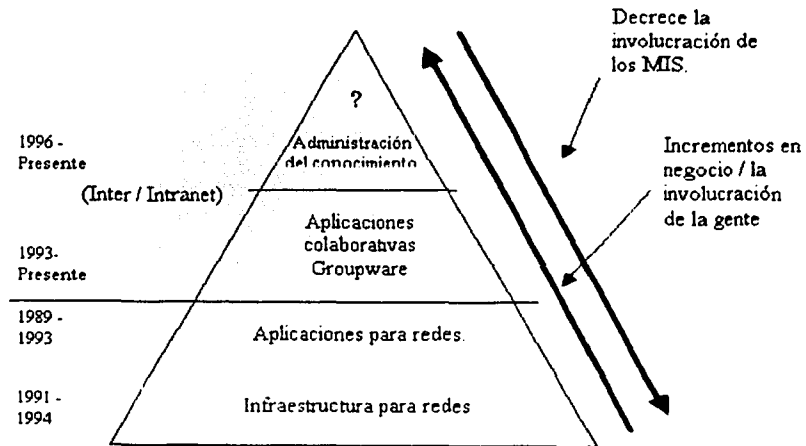 Decrece la
involucración de
los MIS.
?
1996 -
Presente
Administración
del conocimiento
Incrementos en
negocio / la
involucración
de la gente
(Inter / Intranet)
Aplicaciones
colaborativas
Groupware
1993-
Presente
1989 -
1993
Aplicaciones para redes.
1991 -
1994
Infraestructura para redes